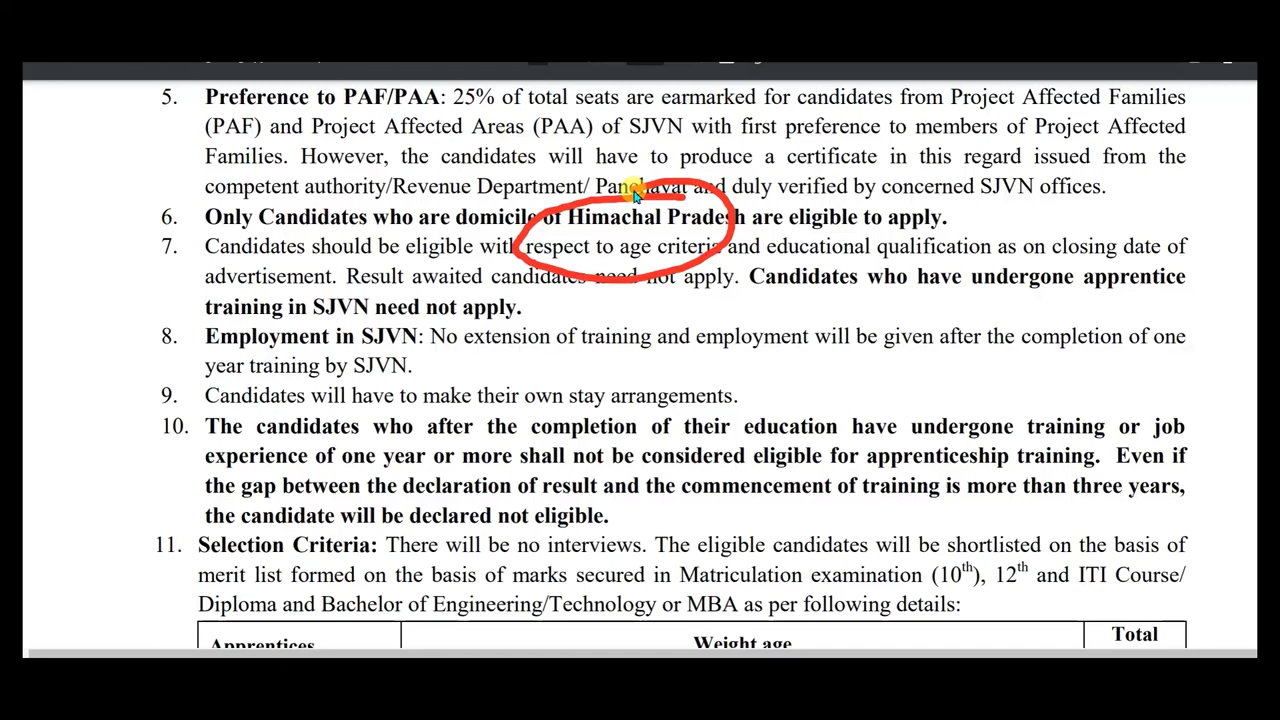 5. Preference to PAF/PAA: 25% of total seats are earmarked for candidates from Project Affected Families
(PAF) and Project Affected Areas (PAA) of SJVN with first preference to members of Project Affected
Families. However, the candidates will have to produce a certificate in this regard issued from the
competent authority/Revenue Department/ Panchayat and duly verified by concerned SJVN offices.
6. Only Candidates who are domicile of Himachal Pradesh are eligible to apply.
7. Candidates should be eligible with respect to age criteria and educational qualification as on closing date of
advertisement. Result awaited candidates need not apply. Candidates who have undergone apprentice
training in SJVN need not apply.
8. Employment in SJVN: No extension of training and employment will be given after the completion of one
year training by SJVN.
9. Candidates will have to make their own stay arrangements.
10. The candidates who after the completion of their education have undergone training or job
experience of one year or more shall not be considered eligible for apprenticeship training. Even if
the gap between the declaration of result and the commencement of training is more than three years,
the candidate will be declared not eligible.
11. Selection Criteria: There will be no interviews. The eligible candidates will be shortlisted on the basis of
merit list formed on the basis of marks secured in Matriculation examination (10th), 12th and ITI Course/
Diploma and Bachelor of Engineering/Technology or MBA as per following details:
Apprentices Weight age Total